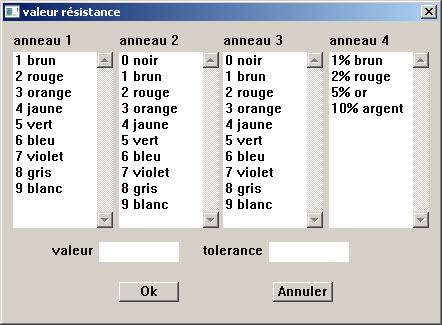 valeur résistance
anneau 1
anneau 2
anneau 3
anneau 4
1 brun
2 rouge
3 orange
4 jaune
5 vert
6 bleu
7 violet
8 gris
9 blanc
0 noir
1 brun
2 rouge
3 orange
4 jaune
5 vert
6 bleu
7 violet
8 gris
9 blanc
0 noir
1 brun
2 rouge
3 orange
4 jaune
5 vert
6 bleu
7 violet
8 gris
9 blanc
1% brun
2% rouge
5% or
10% argent
valeur
tolerance
Ok
Annuler